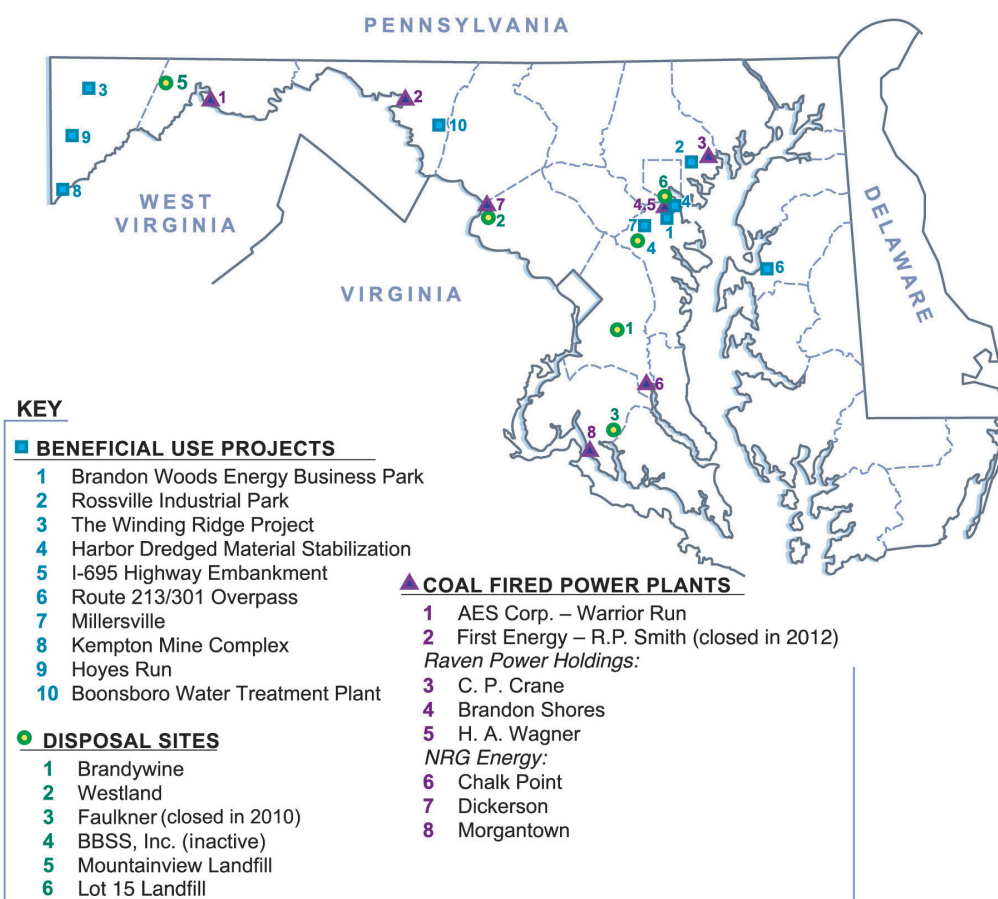 PENNSYLVANIA
5
1
2
3
10
9
2
3
8
WEST
VIRGINIA
6
4,5
4
7
7
2
1
4
DELAWARE
6
VIRGINIA
1
6
3
8
KEY
BENEFICIAL USE PROJECTS
1 Brandon Woods Energy Business Park
2 Rossville Industrial Park
3 The Winding Ridge Project
4 Harbor Dredged Material Stabilization
5 I-695 Highway Embankment
6 Route 213/301 Overpass
7 Millersville
8 Kempton Mine Complex
9 Hoyes Run
10 Boonsboro Water Treatment Plant
DISPOSAL SITES
1 Brandywine
2 Westland
3 Faulkner (closed in 2010)
4 BBSS, Inc. (inactive)
5 Mountainview Landfill
6 Lot 15 Landfill
COAL FIRED POWER PLANTS
1 AES Corp. – Warrior Run
2 First Energy – R.P. Smith (closed in 2012)
Raven Power Holdings:
3 C. P. Crane
4 Brandon Shores
5 H. A. Wagner
NRG Energy:
6 Chalk Point
7 Dickerson
8 Morgantown